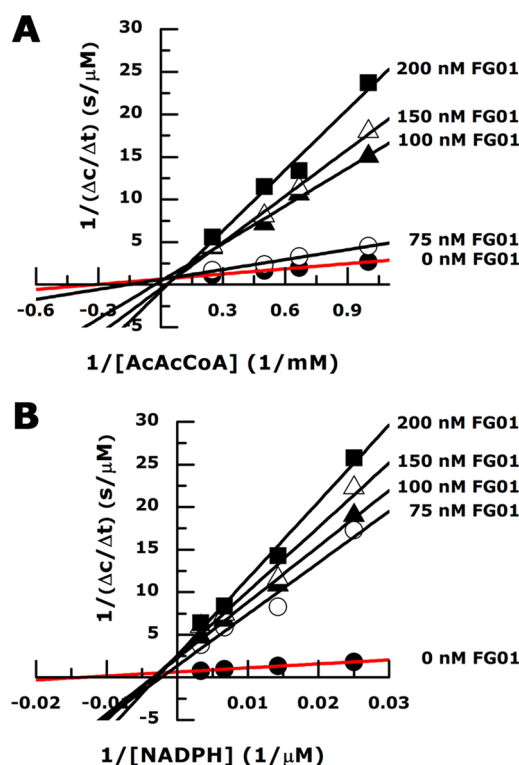 A
30
25
20
15
10
5
-5
1/(Δc/Δt) (s/μM)
200 nM FG01
150 nM FG01
100 nM FG01
75 nM FG01
0 nM FG01
-0.6 -0.3 0.3 0.6 0.9
1/[AcAcCoA] (1/mM)
B
30
25
20
15
10
5
-5
1/(Δc/Δt) (s/μM)
200 nM FG01
150 nM FG01
100 nM FG01
75 nM FG01
0 nM FG01
-0.02 -0.01 0.01 0.02 0.03
1/[NADPH] (1/μM)